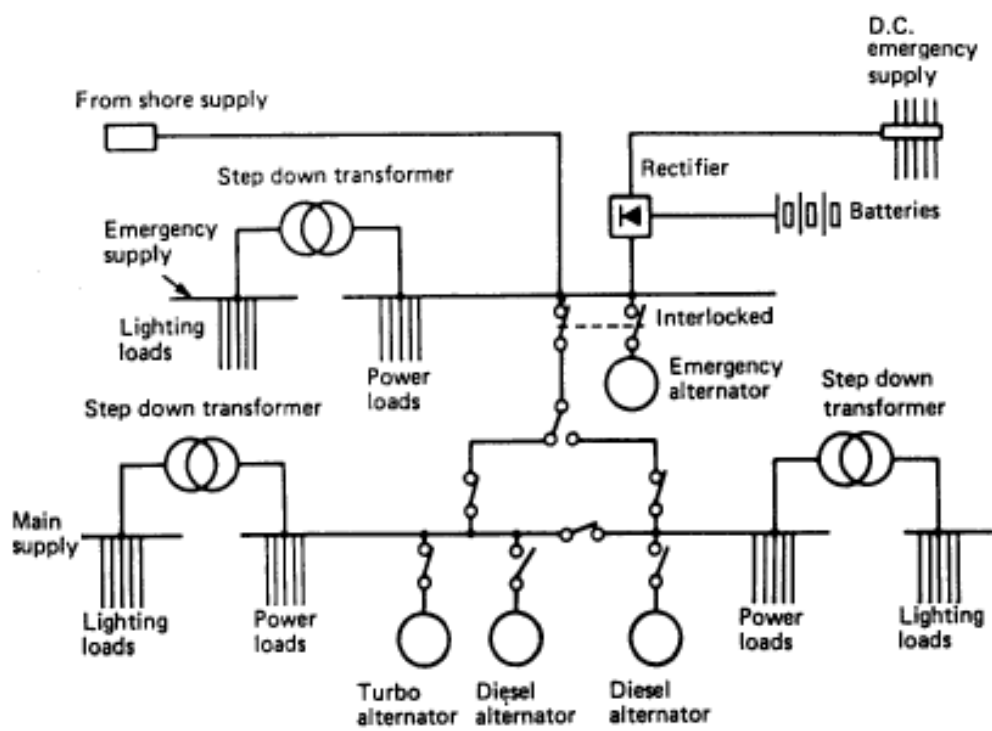 D.C.
emergency
supply
From shore supply
Step down transformer
Rectifier
Batteries
Emergency
supply
Lighting
loads
Power
loads
Interlocked
Emergency
alternator
Step down transformer
Step down
transformer
Main
supply
Lighting
loads
Power
loads
Turbo
alternator
Diesel
alternator
Diesel
alternator
Power
loads
Lighting
loads